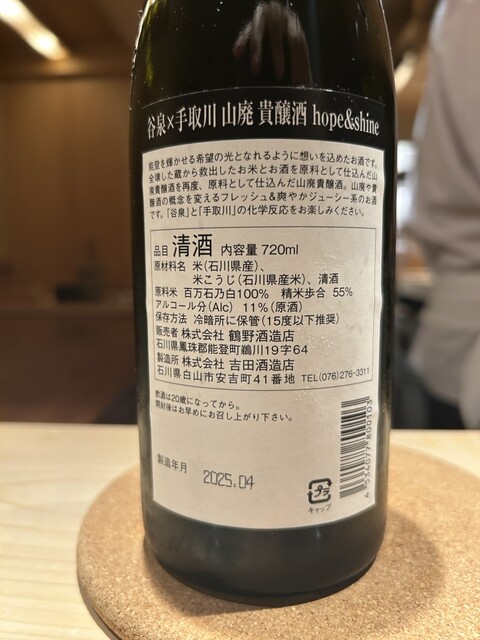 谷泉×手取川 山廃 貴醸酒 hope&shine
能登を輝かせる希望の光となれるように想いを込めたお酒です。
全壊した蔵から救出したお米とお酒を原料として仕込んだ山
廃貴醸酒を再度、原料として仕込んだ山廃貴醸酒。山廃や貴
醸酒の概念を変えるフレッシュ&爽やかジューシー系のお酒
です。「谷泉」と「手取川」の化学反応をお楽しみください。
品目 清酒 内容量 720ml
原材料名 米(石川県産)、
米こうじ(石川県産米)、清酒
原料米 百万石乃白100% 精米歩合 55%
アルコール分(Alc) 11%(原酒)
保存方法 冷暗所に保管(15度以下推奨)
販売者 株式会社 鶴野酒造店
石川県鳳珠郡能登町鵜川19字64
製造所 株式会社 吉田酒造店
石川県白山市安吉町41番地 TEL(076)276-3311
飲酒は20歳になってから。
開封後はお早めにお召し上がり下さい。
製造年月 2025.04
プラ
キャップ
4 534077 800103